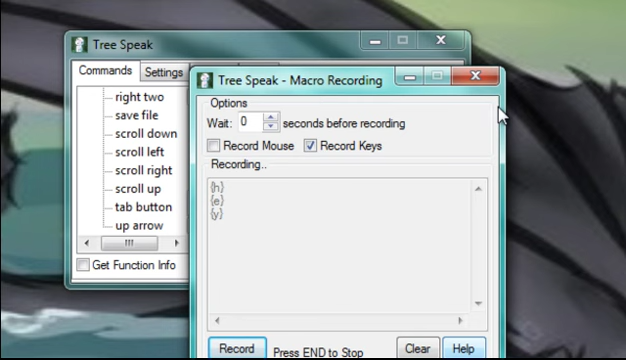 Tree Speak
Commands
Settings
right two
save file
scroll down
scroll left
scroll right
scroll up
tab button
up arrow
Get Function Info
Tree Speak - Macro Recording
Options
Wait: 0 seconds before recording
Record Mouse
Record Keys
Recording..
{h}
{e}
{y}
Record
Press END to Stop
Clear
Help